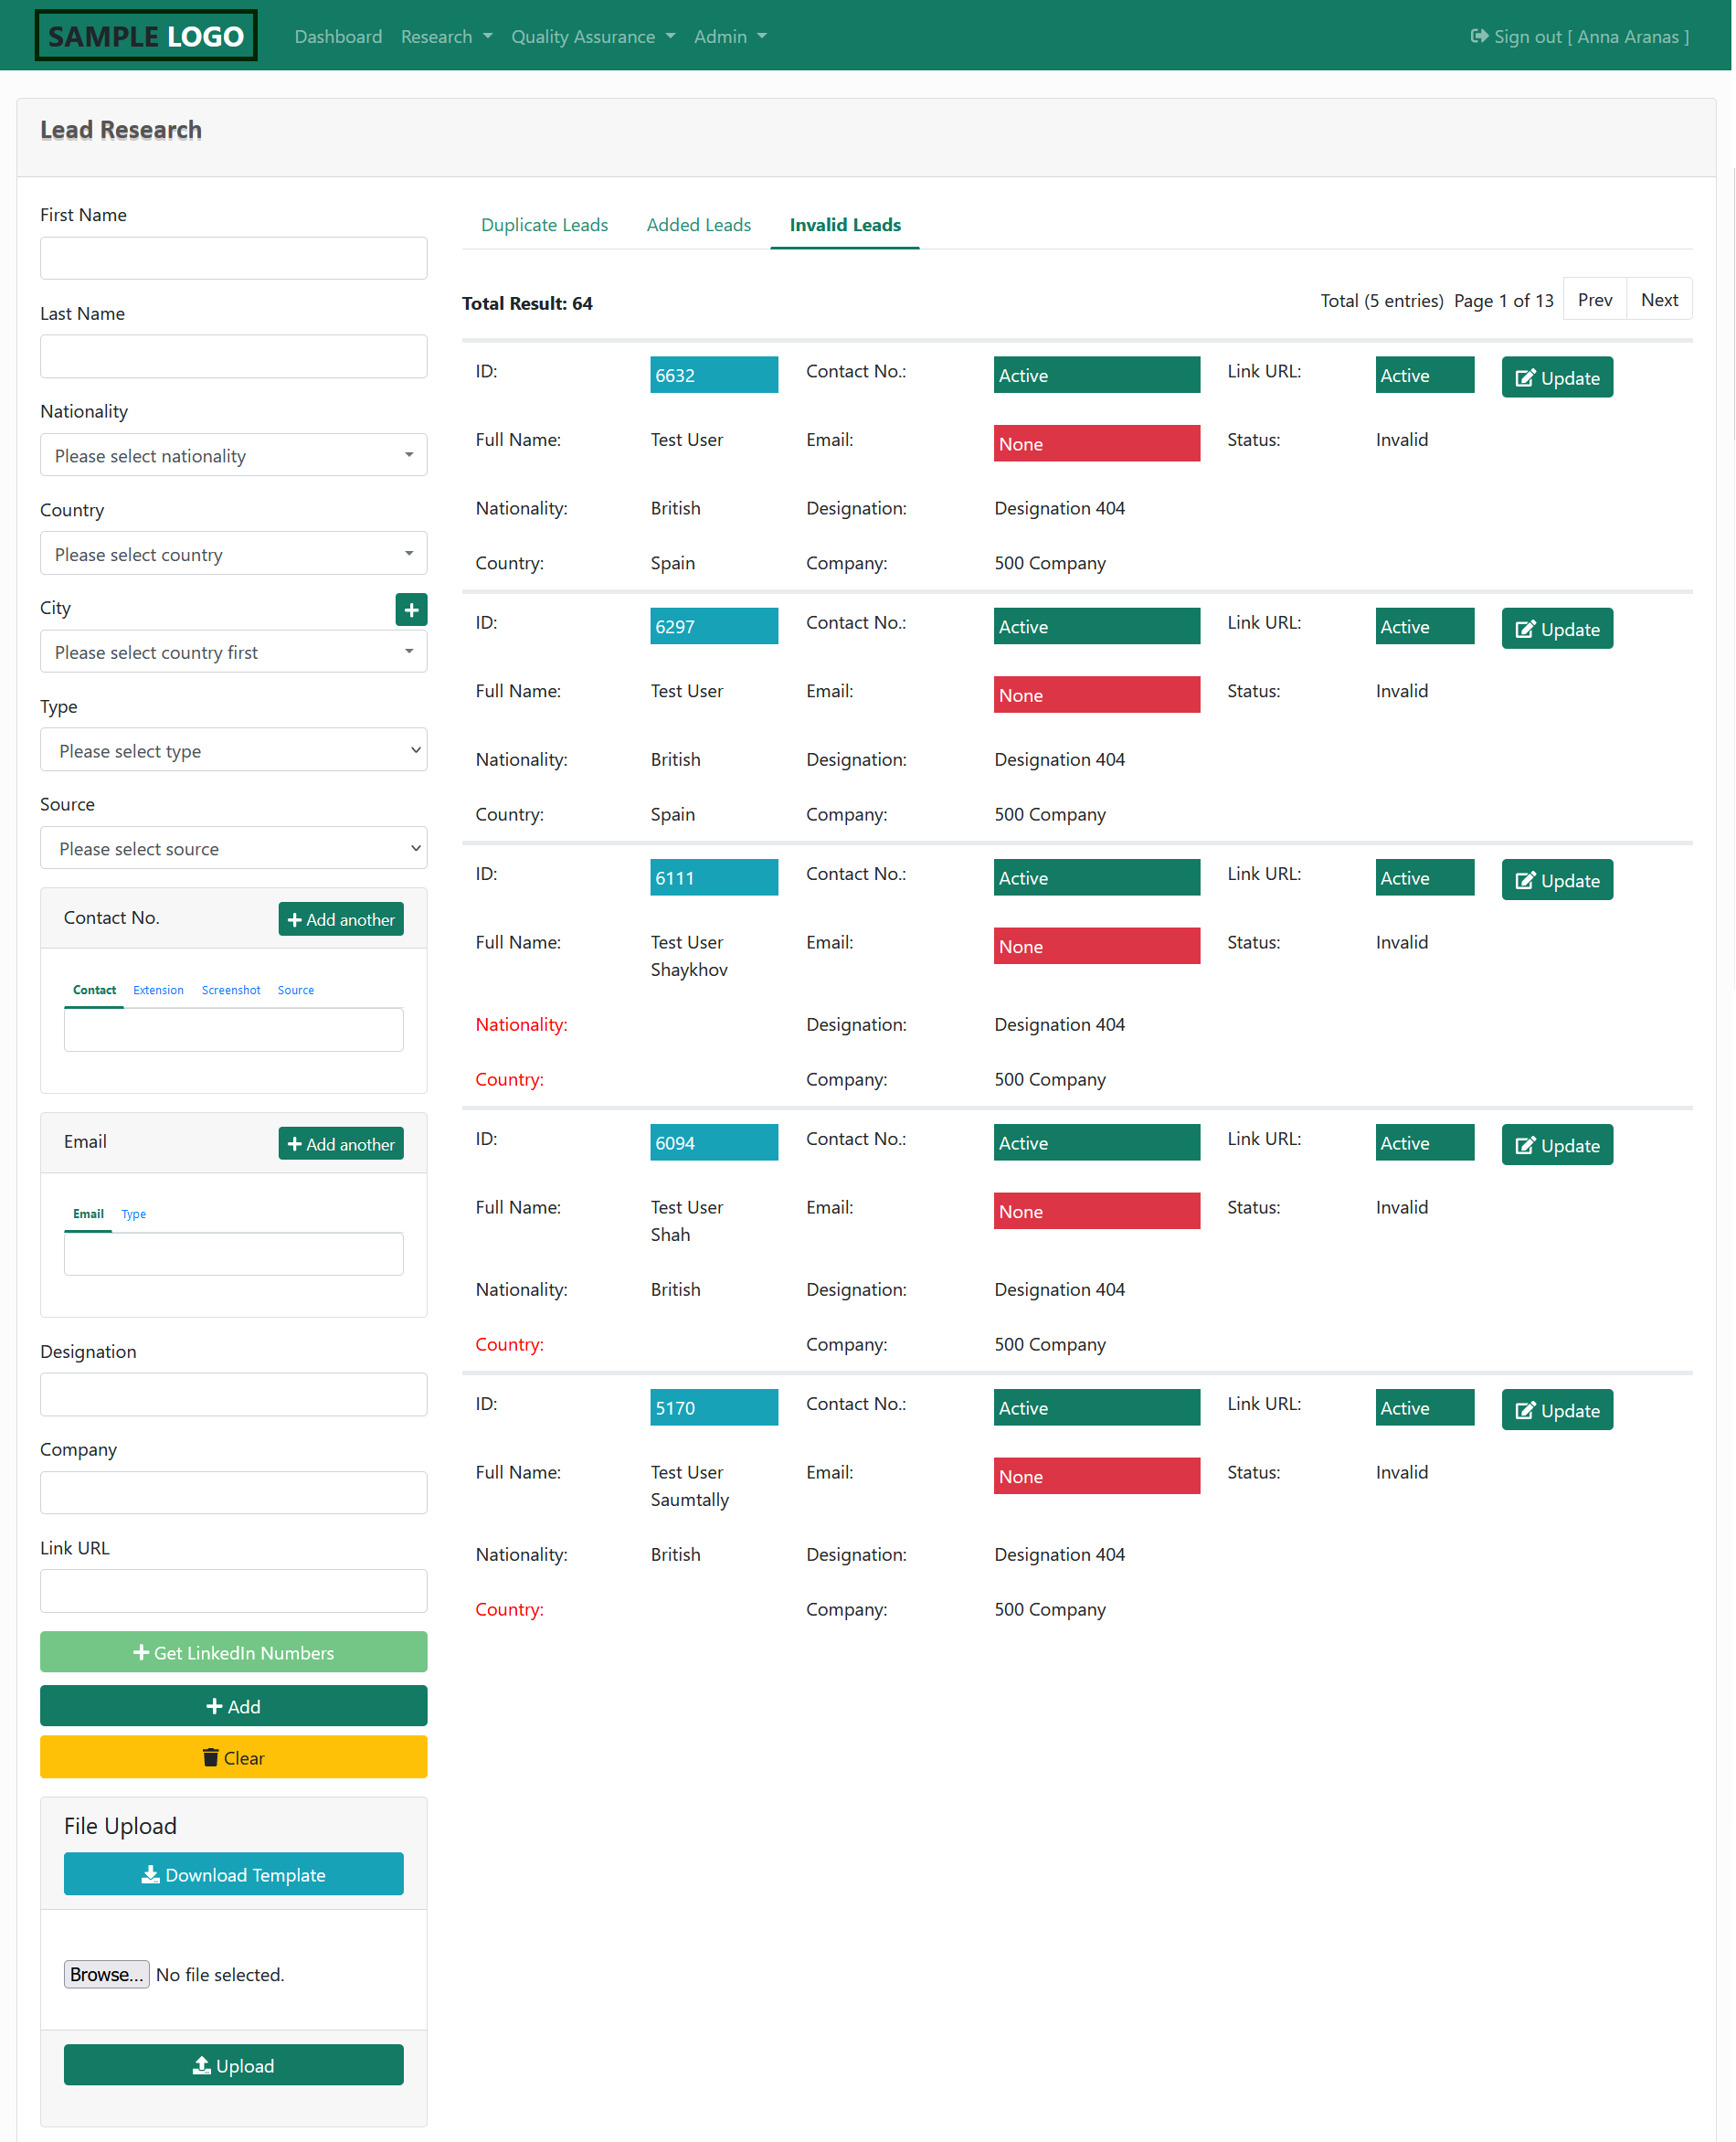 SAMPLE LOGO
Dashboard Research Quality Assurance Admin Sign out [ Anna Aranas ]
Lead Research
First Name
Last Name
Nationality
Please select nationality
Country
Please select country
City
Please select country first
Type
Please select type
Source
Please select source
Contact No. Add another
Contact Extension Screenshot Source
Email Add another
Email Type
Designation
Company
Link URL
Get LinkedIn Numbers
Add
Clear
File Upload
Download Template
Browse... No file selected.
Upload
Duplicate Leads Added Leads Invalid Leads
Total Result: 64 Total (5 entries) Page 1 of 13 Prev Next
ID: 6632 Contact No.: Active Link URL: Active Update
Full Name: Test User Email: None Status: Invalid
Nationality: British Designation: Designation 404
Country: Spain Company: 500 Company
ID: 6297 Contact No.: Active Link URL: Active Update
Full Name: Test User Email: None Status: Invalid
Nationality: British Designation: Designation 404
Country: Spain Company: 500 Company
ID: 6111 Contact No.: Active Link URL: Active Update
Full Name: Test User Email: None Status: Invalid
Shaykhov
Nationality: Designation: Designation 404
Country: Company: 500 Company
ID: 6094 Contact No.: Active Link URL: Active Update
Full Name: Test User Email: None Status: Invalid
Shah
Nationality: British Designation: Designation 404
Country: Company: 500 Company
ID: 5170 Contact No.: Active Link URL: Active Update
Full Name: Test User Email: None Status: Invalid
Saumtally
Nationality: British Designation: Designation 404
Country: Company: 500 Company